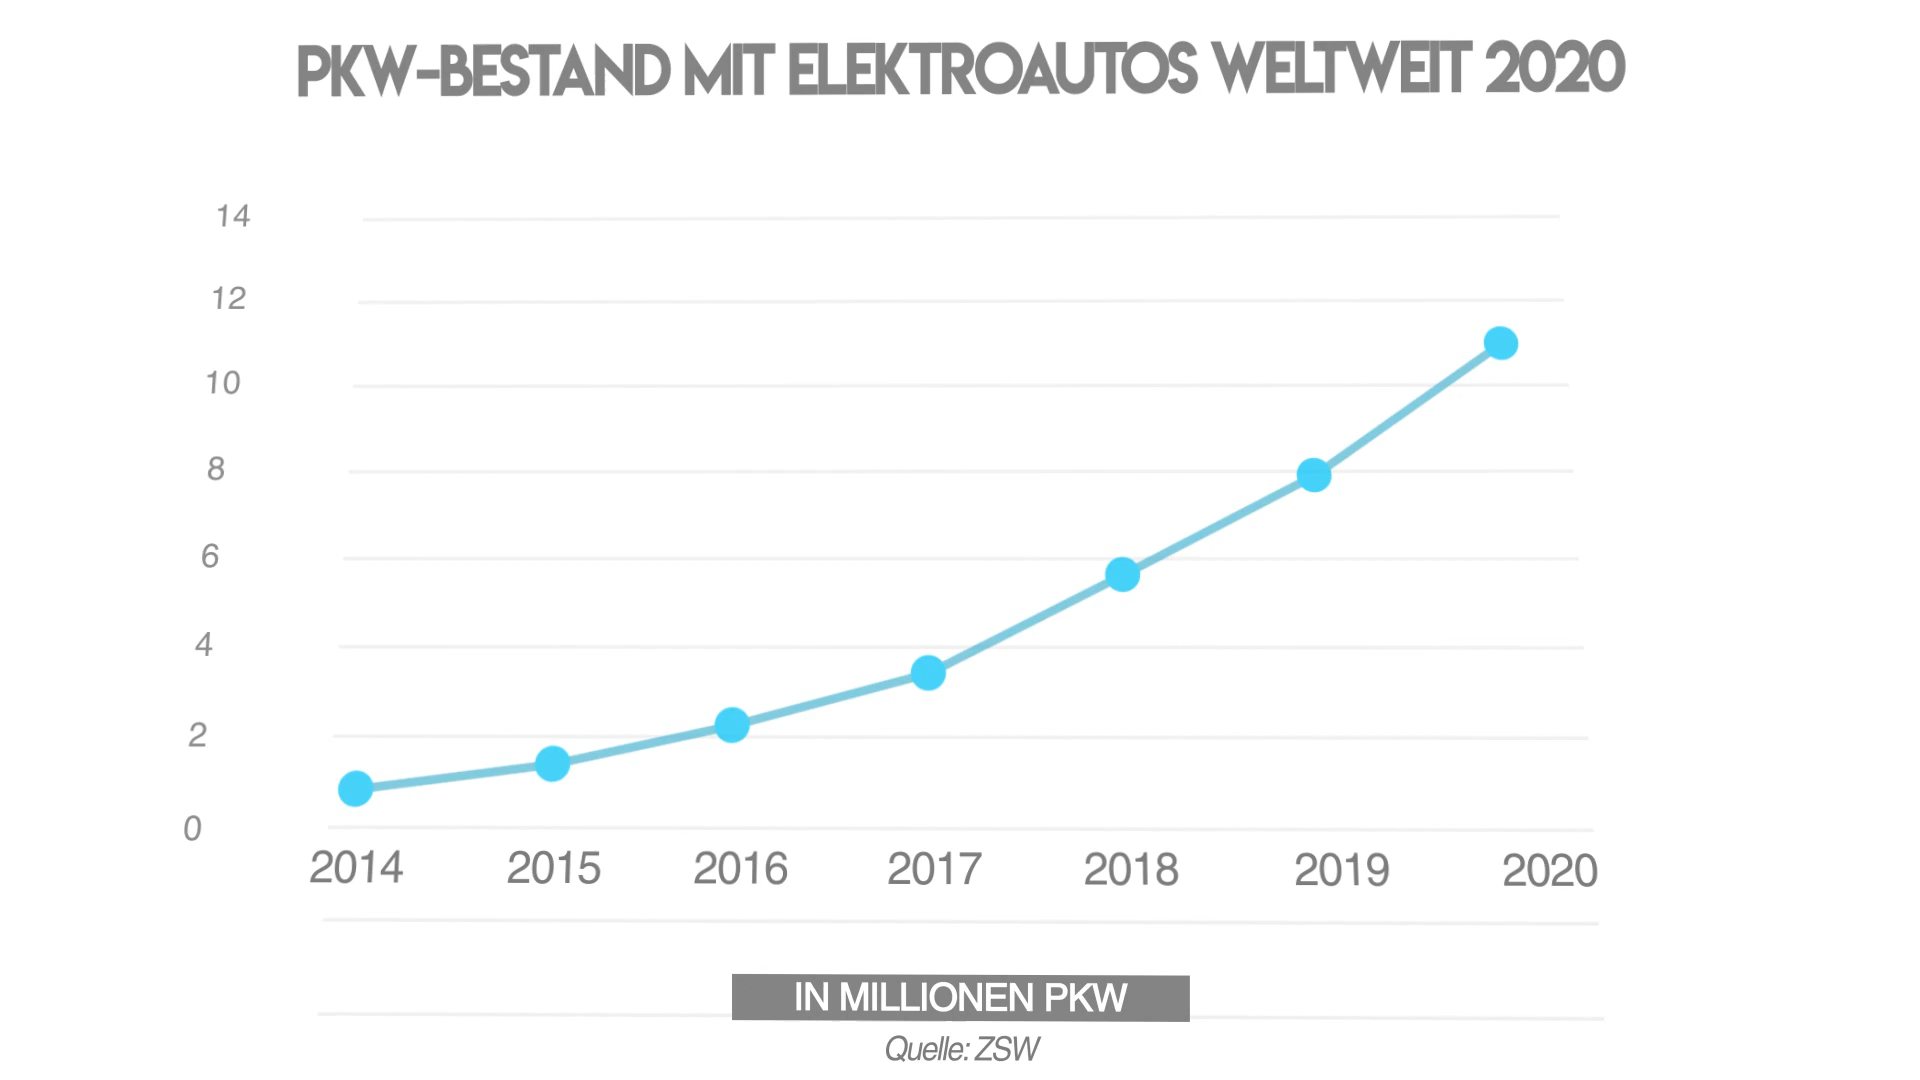 PKW-BESTAND MIT ELEKTROAUTOS WELTWEIT 2020
14
12
10
8
6
4
2
0
2014 2015 2016 2017 2018 2019 2020
IN MILLIONEN PKW
Quelle: ZSW